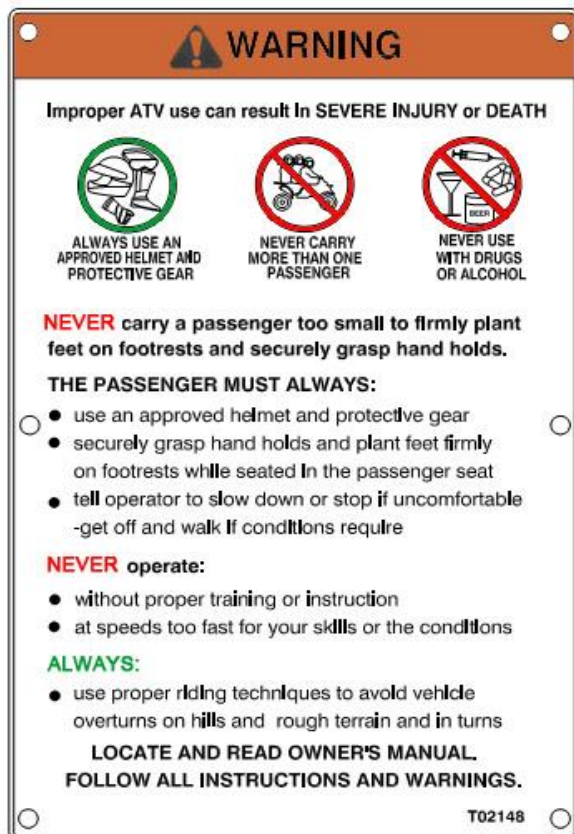 WARNING
Improper ATV use can result in SEVERE INJURY or DEATH
BEER
ALWAYS USE AN
APPROVED HELMET AND
PROTECTIVE GEAR
NEVER CARRY
MORE THAN ONE
PASSENGER
NEVER USE
WITH DRUGS
OR ALCOHOL
NEVER carry a passenger too small to firmly plant
feet on footrests and securely grasp hand holds.
THE PASSENGER MUST ALWAYS:
● use an approved helmet and protective gear
● securely grasp hand holds and plant feet firmly
on footrests while seated in the passenger seat
● tell operator to slow down or stop if uncomfortable
-get off and walk if conditions require
NEVER operate:
● without proper training or instruction
● at speeds too fast for your skills or the conditions
ALWAYS:
● use proper riding techniques to avoid vehicle
overturns on hills and rough terrain and in turns
LOCATE AND READ OWNER'S MANUAL.
FOLLOW ALL INSTRUCTIONS AND WARNINGS.
T02148